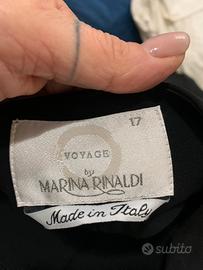 17
VOYAGE
by
MARINA RINALDI
Made in Italy
subito